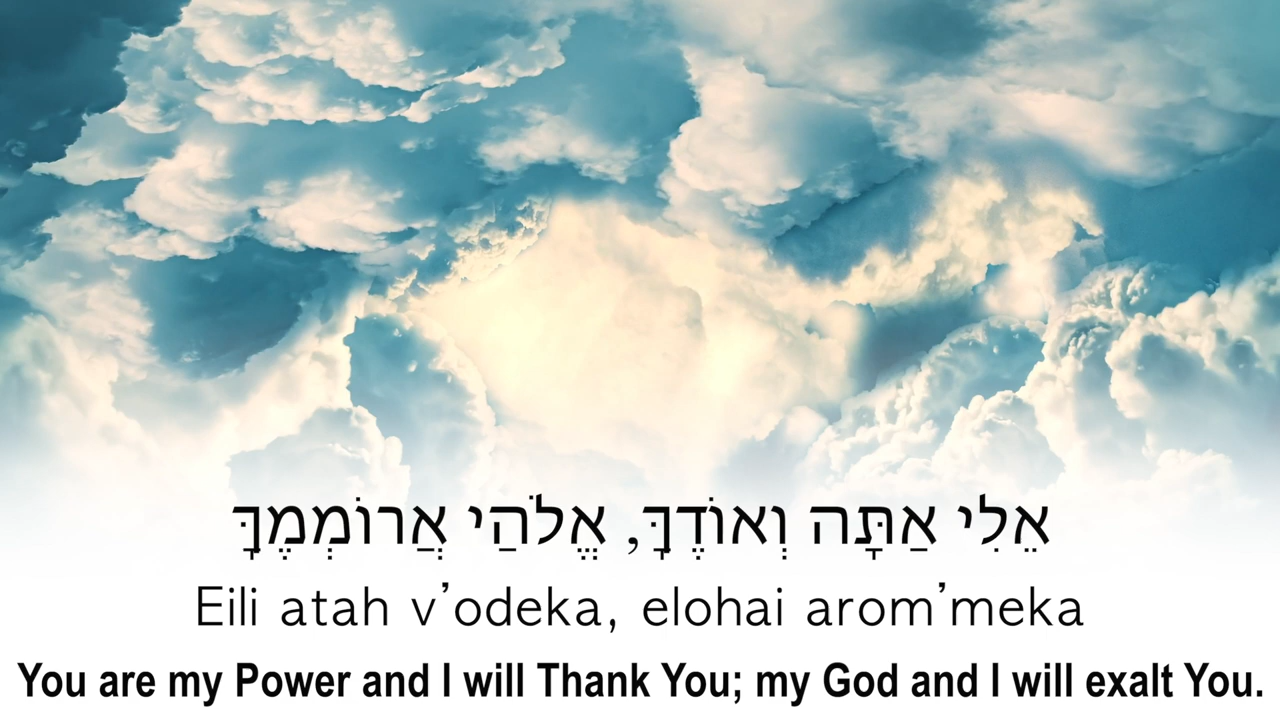 אֵלִי אַתָּה וְאוֹדֶךָּ, אֱלֹהַי אֲרוֹמְמֶךָּ
Eili atah v’odeka, elohai arom’meka
You are my Power and I will Thank You; my God and I will exalt You.